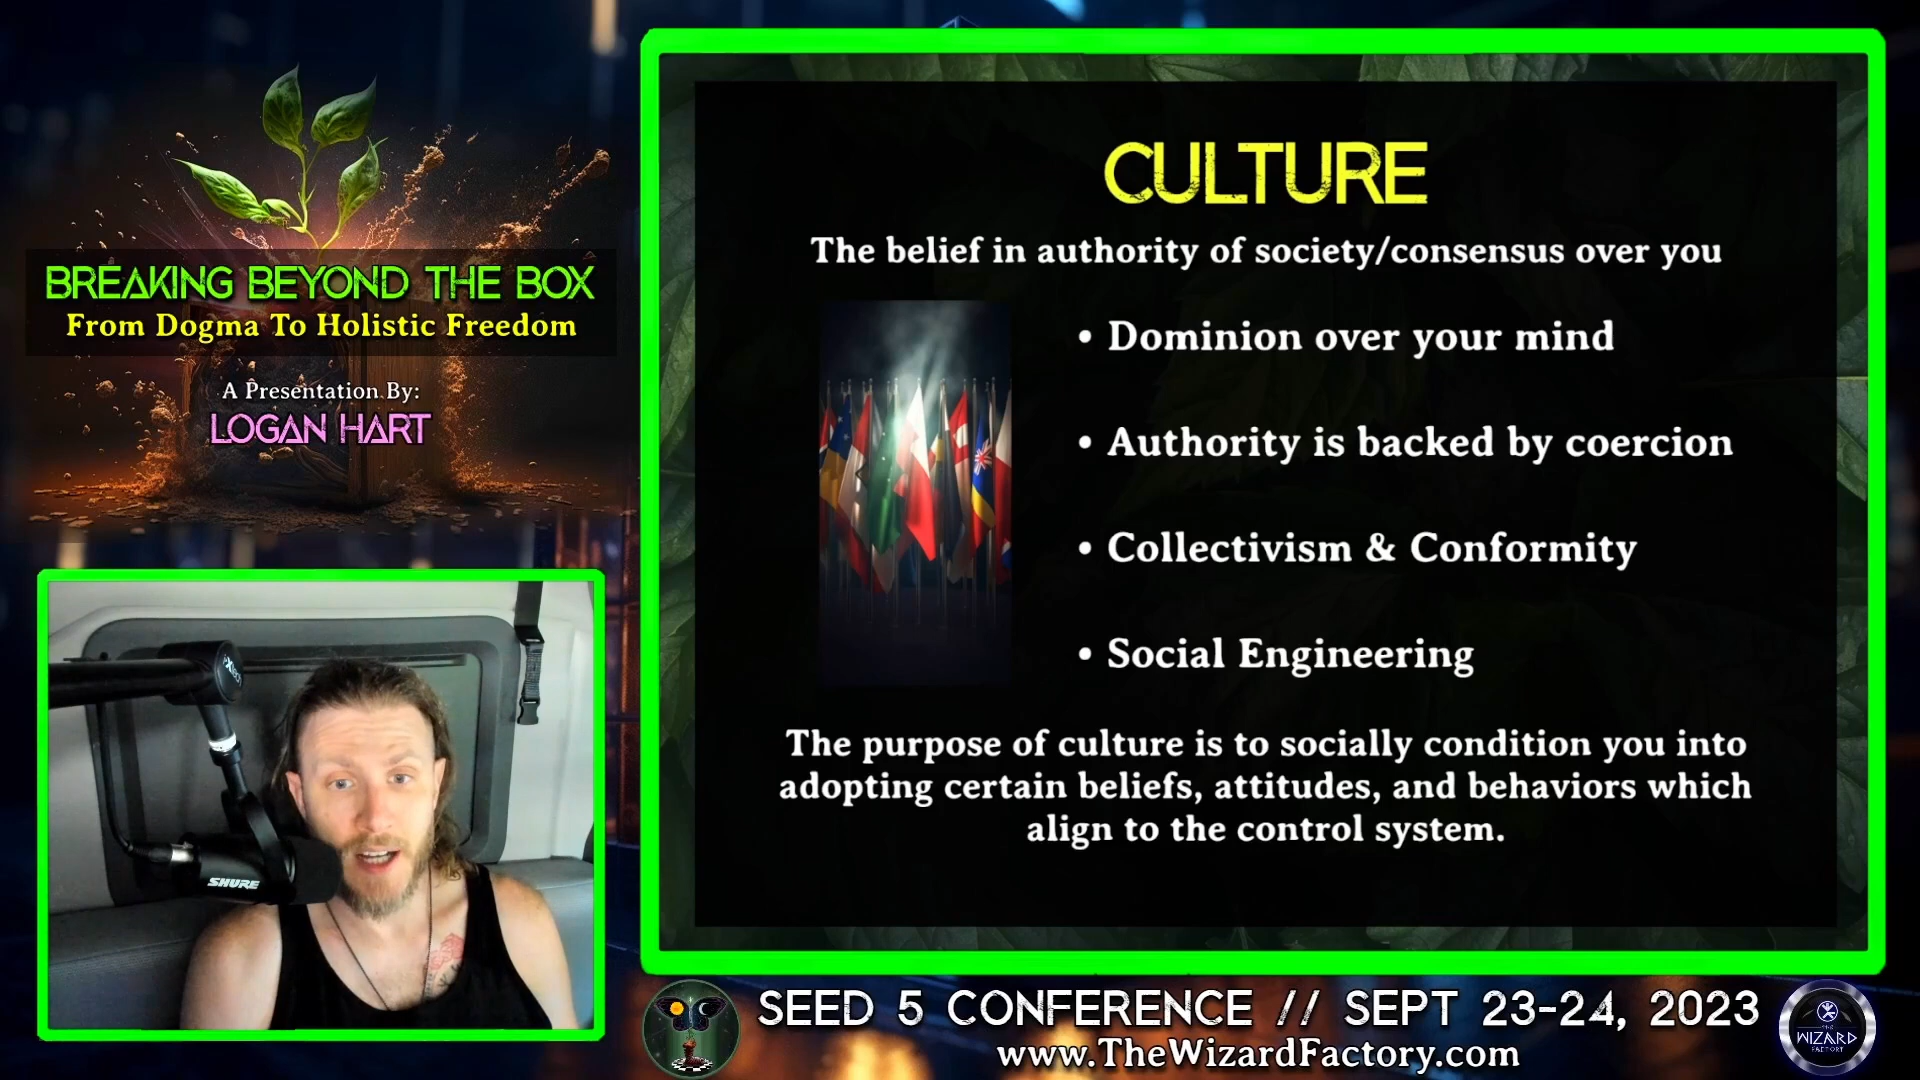 BREAKING BEYOND THE BOX
From Dogma To Holistic Freedom
A Presentation By:
LOGAN HART
SHURE
CULTURE
The belief in authority of society/consensus over you
• Dominion over your mind
• Authority is backed by coercion
• Collectivism & Conformity
• Social Engineering
The purpose of culture is to socially condition you into
adopting certain beliefs, attitudes, and behaviors which
align to the control system.
SEED 5 CONFERENCE // SEPT 23-24, 2023
www.TheWizardFactory.com
THE
WIZARD
FACTORY